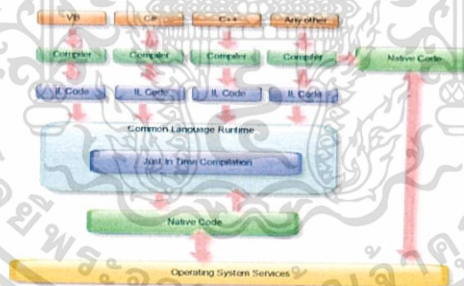 VB C# C++ Any other
Compiler Compiler Compiler Compiler Native Code
IL Code IL Code IL Code IL Code
Common Language Runtime
Just In Time Compilation
Native Code
Operating System Services